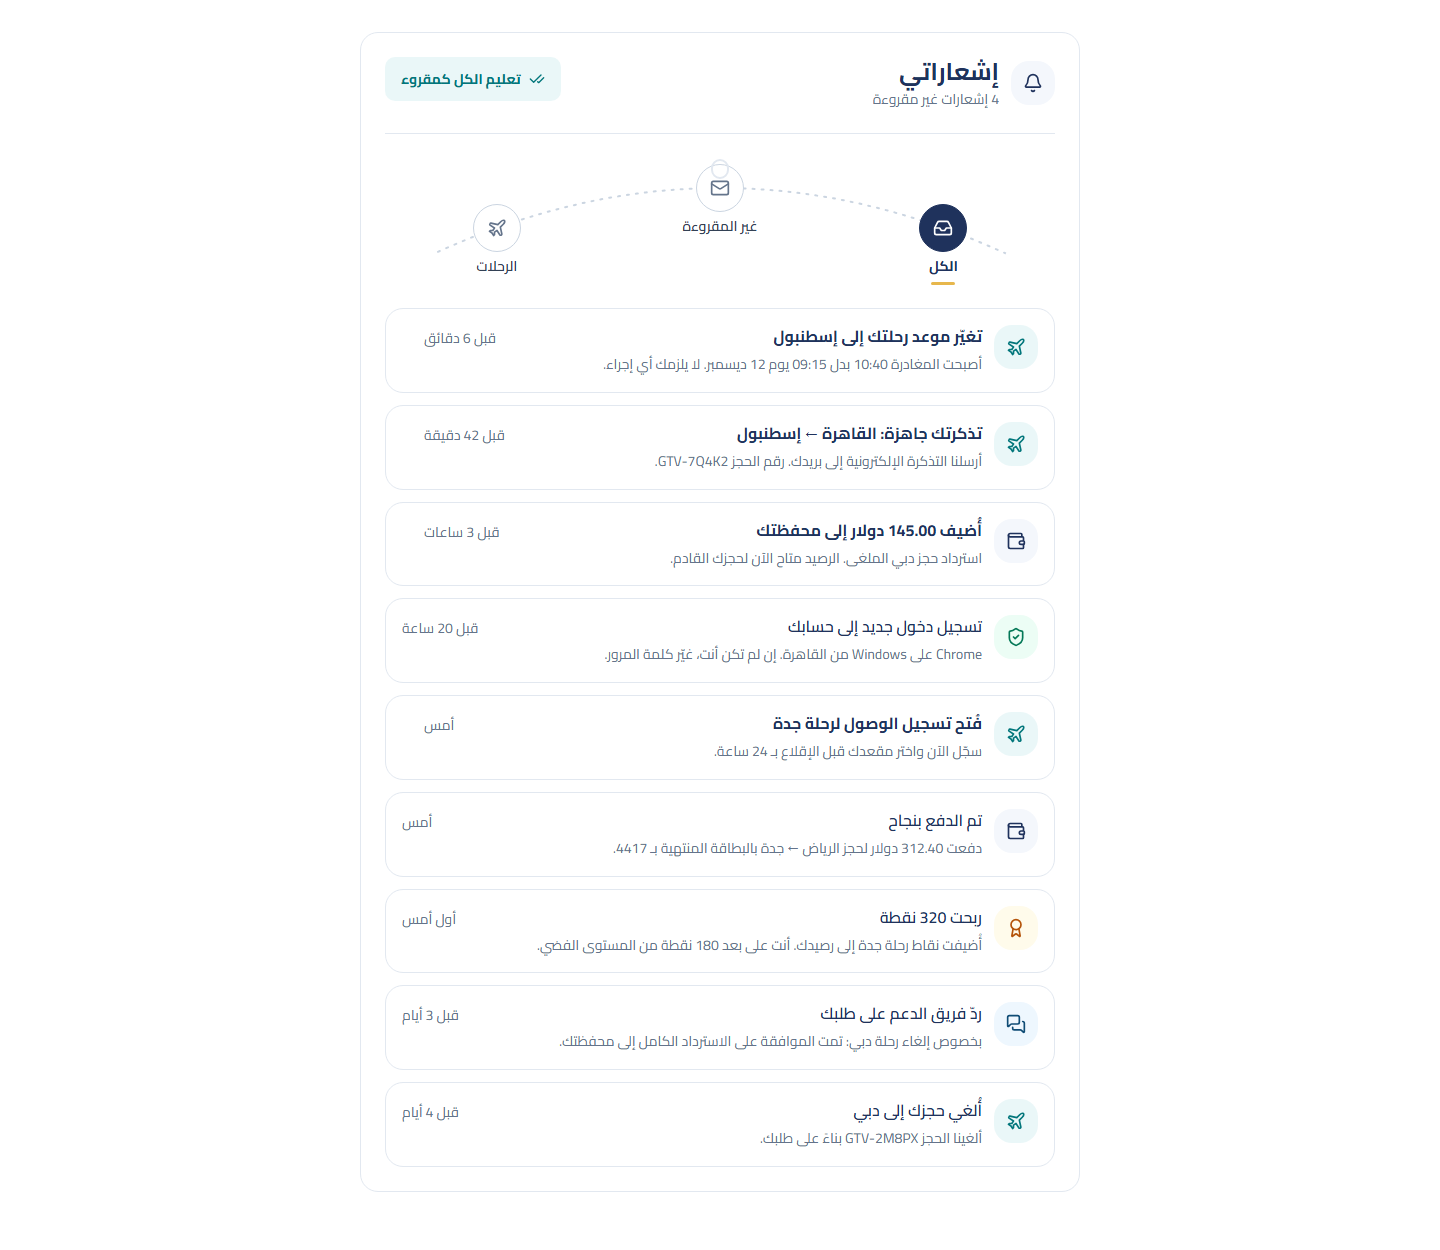 إشعاراتي
4 إشعارات غير مقروءة
تعليم الكل كمقروء
الكل
غير المقروءة
الرحلات
تغيّر موعد رحلتك إلى إسطنبول
قبل 6 دقائق
أصبحت المغادرة 10:40 بدل 09:15 يوم 12 ديسمبر. لا يلزمك أي إجراء.
تذكرتك جاهزة: القاهرة ← إسطنبول
قبل 42 دقيقة
أرسلنا التذكرة الإلكترونية إلى بريدك. رقم الحجز GTV-7Q4K2.
أُضيف 145.00 دولار إلى محفظتك
قبل 3 ساعات
استرداد حجز دبي الملغى. الرصيد متاح الآن لحجزك القادم.
تسجيل دخول جديد إلى حسابك
قبل 20 ساعة
Chrome على Windows من القاهرة. إن لم تكن أنت، غيّر كلمة المرور.
فُتح تسجيل الوصول لرحلة جدة
أمس
سجّل الآن واختر مقعدك قبل الإقلاع بـ 24 ساعة.
تم الدفع بنجاح
أمس
دفعت 312.40 دولار لحجز الرياض ← جدة بالبطاقة المنتهية بـ 4417.
ربحت 320 نقطة
أول أمس
أُضيفت نقاط رحلة جدة إلى رصيدك. أنت على بعد 180 نقطة من المستوى الفضي.
ردّ فريق الدعم على طلبك
قبل 3 أيام
بخصوص إلغاء رحلة دبي: تمت الموافقة على الاسترداد الكامل إلى محفظتك.
أُلغي حجزك إلى دبي
قبل 4 أيام
ألغينا الحجز GTV-2M8PX بناءً على طلبك.